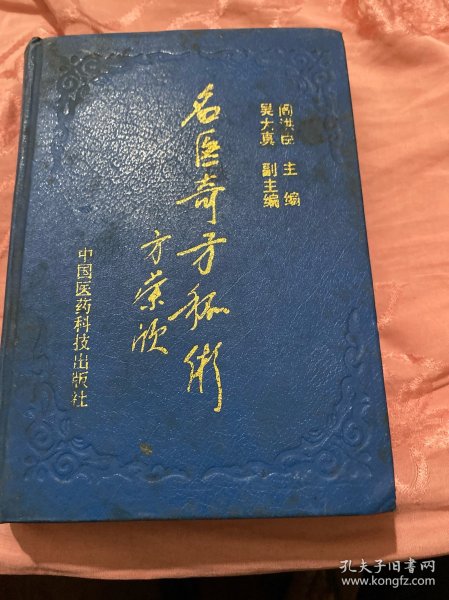 阎洪臣 主编
吴大真 副主编
名医奇方秘术
方荣欣
中国医药科技出版社
孔夫子旧书网
www.kongfz.com